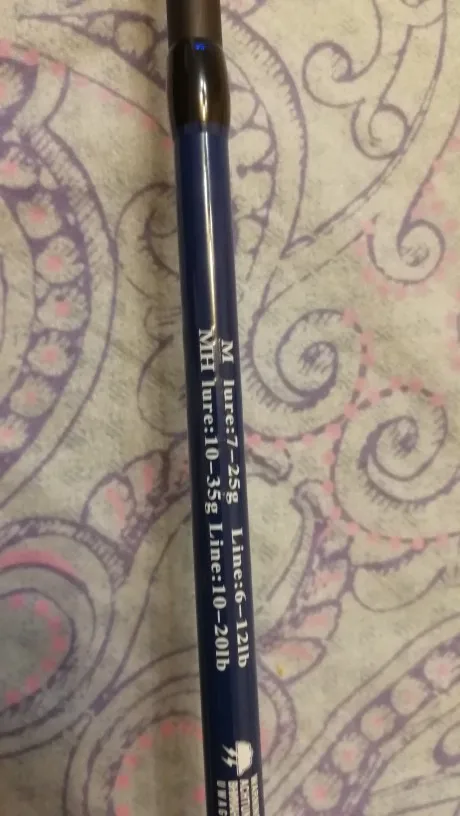 M lure:7-25g Line:6-12lb
MH lure:10-35g Line:10-20lb